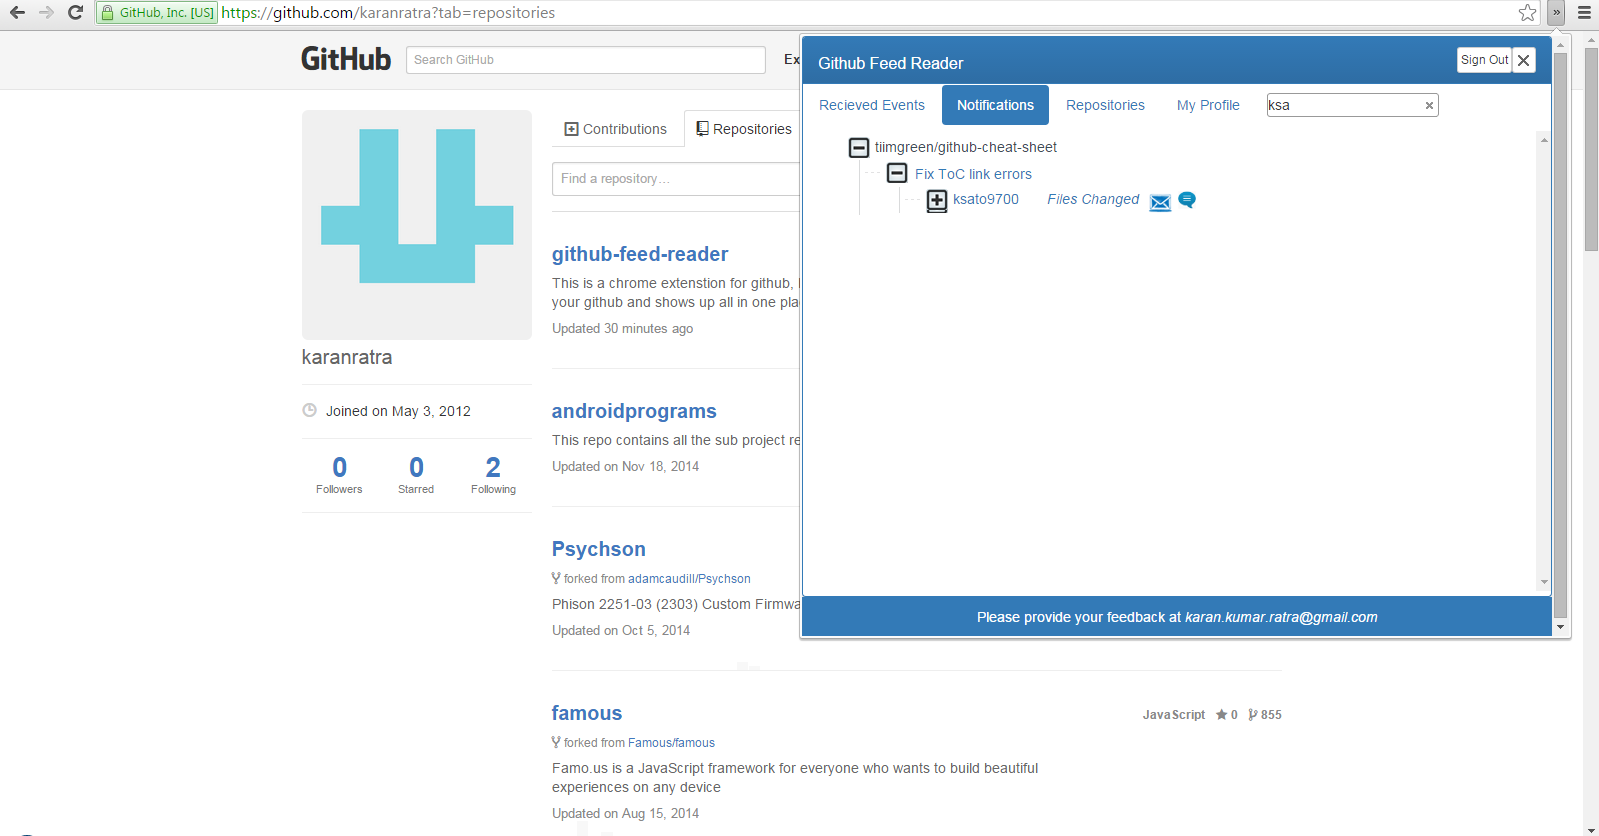 GitHub, Inc. [US] https://github.com/karanratra?tab=repositories
GitHub
Search GitHub
Ex
karanratra
Joined on May 3, 2012
0 0 2
Followers Starred Following
Contributions Repositories
Find a repository…
github-feed-reader
This is a chrome extenstion for github,
your github and shows up all in one pla
Updated 30 minutes ago
androidprograms
This repo contains all the sub project re
Updated on Nov 18, 2014
Psychson
forked from adamcaudill/Psychson
Phison 2251-03 (2303) Custom Firmwa
Updated on Oct 5, 2014
famous
JavaScript 0 855
forked from Famous/famous
Famo.us is a JavaScript framework for everyone who wants to build beautiful
experiences on any device
Updated on Aug 15, 2014
Github Feed Reader
Sign Out
Recieved Events Notifications Repositories My Profile ksa
tiimgreen/github-cheat-sheet
Fix ToC link errors
ksato9700 Files Changed
Please provide your feedback at karan.kumar.ratra@gmail.com